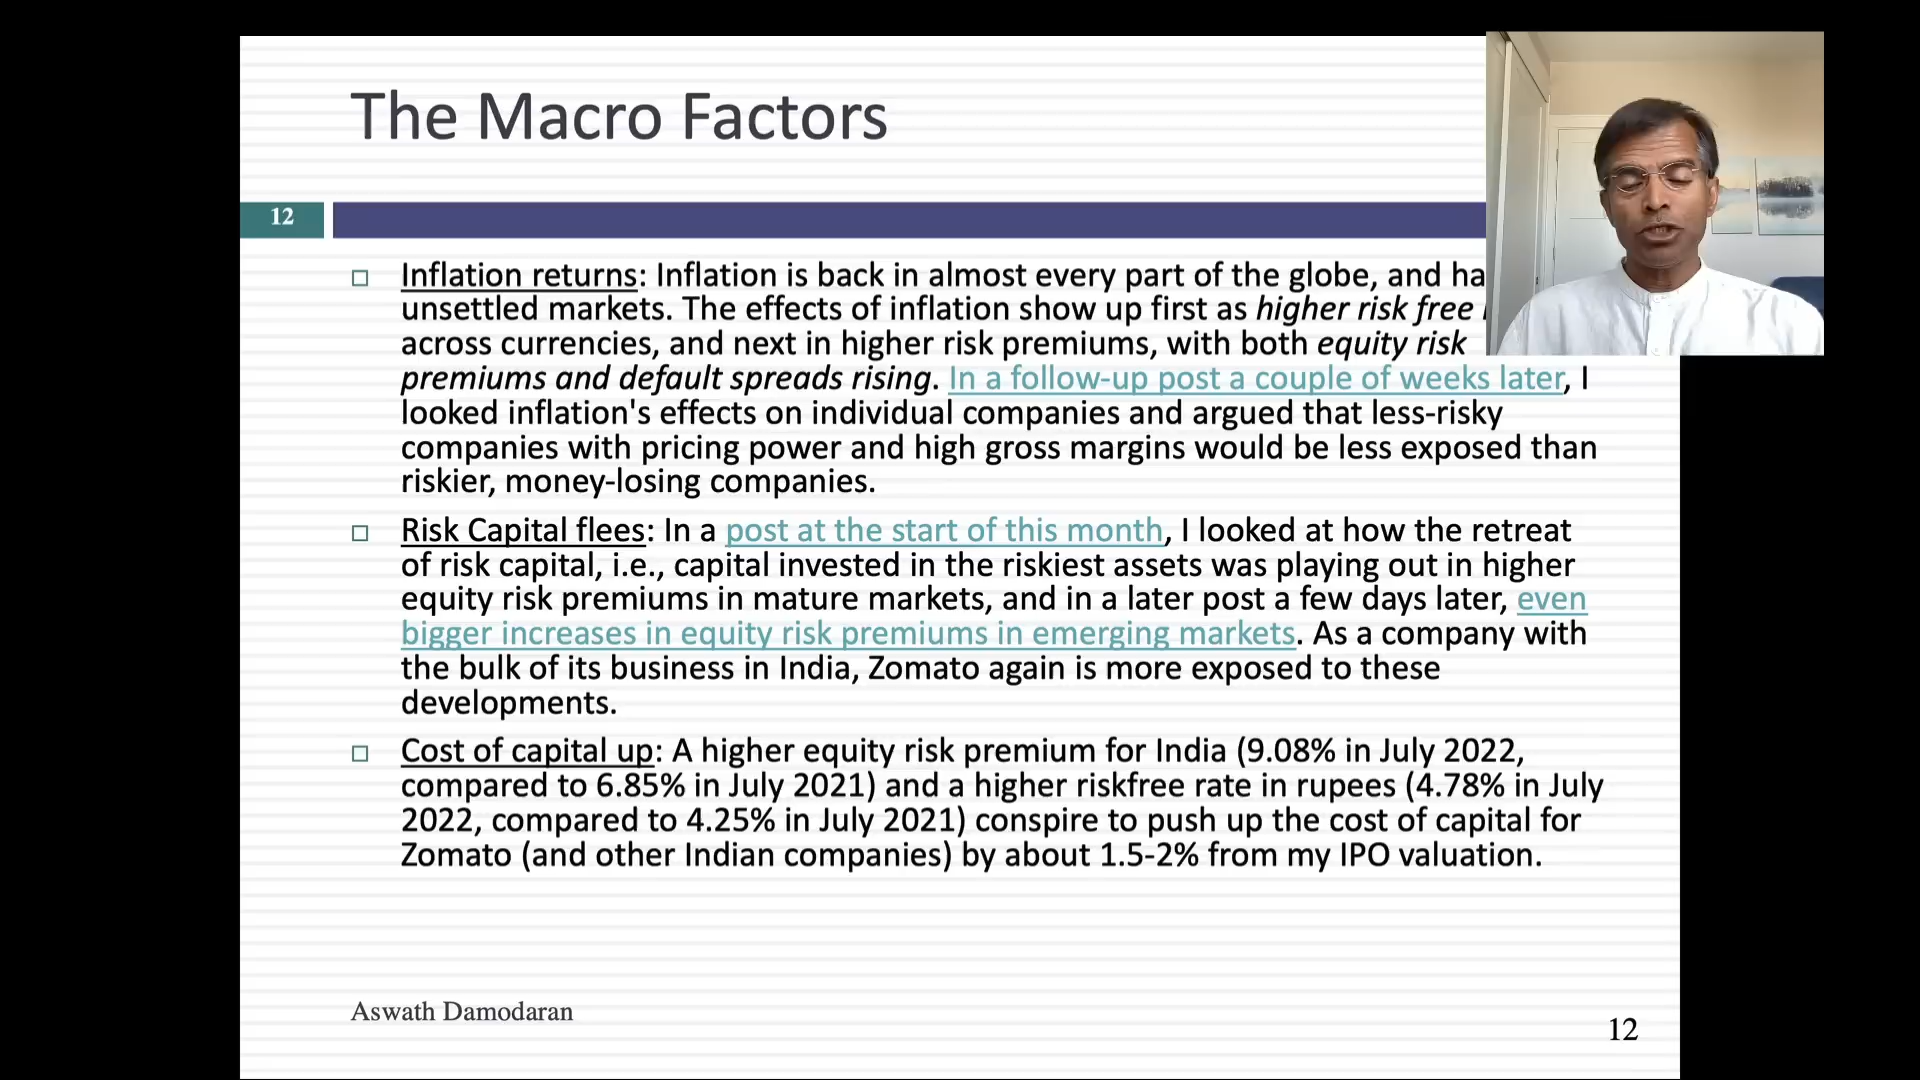 The Macro Factors
12
Inflation returns: Inflation is back in almost every part of the globe, and
unsettled markets. The effects of inflation show up first as higher risk free
across currencies, and next in higher risk premiums, with both equity risk
premiums and default spreads rising. In a follow-up post a couple of weeks later, I
looked inflation's effects on individual companies and argued that less-risky
companies with pricing power and high gross margins would be less exposed than
riskier, money-losing companies.
Risk Capital flees: In a post at the start of this month, I looked at how the retreat
of risk capital, i.e., capital invested in the riskiest assets was playing out in higher
equity risk premiums in mature markets, and in a later post a few days later, even
bigger increases in equity risk premiums in emerging markets. As a company with
the bulk of its business in India, Zomato again is more exposed to these
developments.
Cost of capital up: A higher equity risk premium for India (9.08% in July 2022,
compared to 6.85% in July 2021) and a higher riskfree rate in rupees (4.78% in July
2022, compared to 4.25% in July 2021) conspire to push up the cost of capital for
Zomato (and other Indian companies) by about 1.5-2% from my IPO valuation.
Aswath Damodaran
12